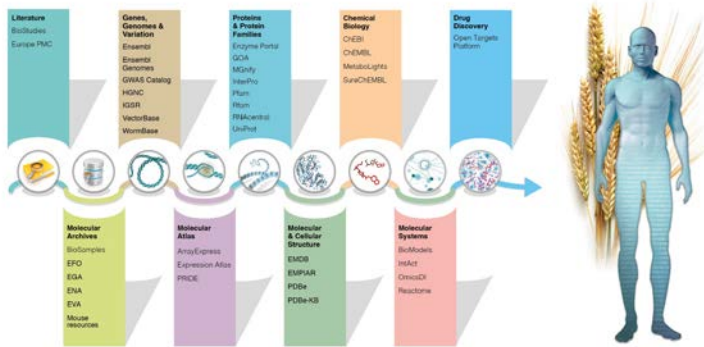 Literature
BioStudies
Europe PMC
Genes,
Genomes &
Variation
Ensembl
Ensembl
Genomes
GWAS Catalog
HGNC
IGSR
VectorBase
WormBase
Proteins
& Protein
Families
Enzyme Portal
GOA
MGnify
InterPro
Pfam
Rfam
RNAcentral
UniProt
Chemical
Biology
ChEBI
ChEMBL
MetaboLights
SureChEMBL
Drug
Discovery
Open Targets
Platform
Molecular
Archives
BioSamples
EFO
EGA
ENA
EVA
Mouse
resources
Molecular
Atlas
ArrayExpress
Expression Atlas
PRIDE
Molecular
& Cellular
Structure
EMDB
EMPIAR
PDBe
PDBe-KB
Molecular
Systems
BioModels
IntAct
OmicsDI
Reactome